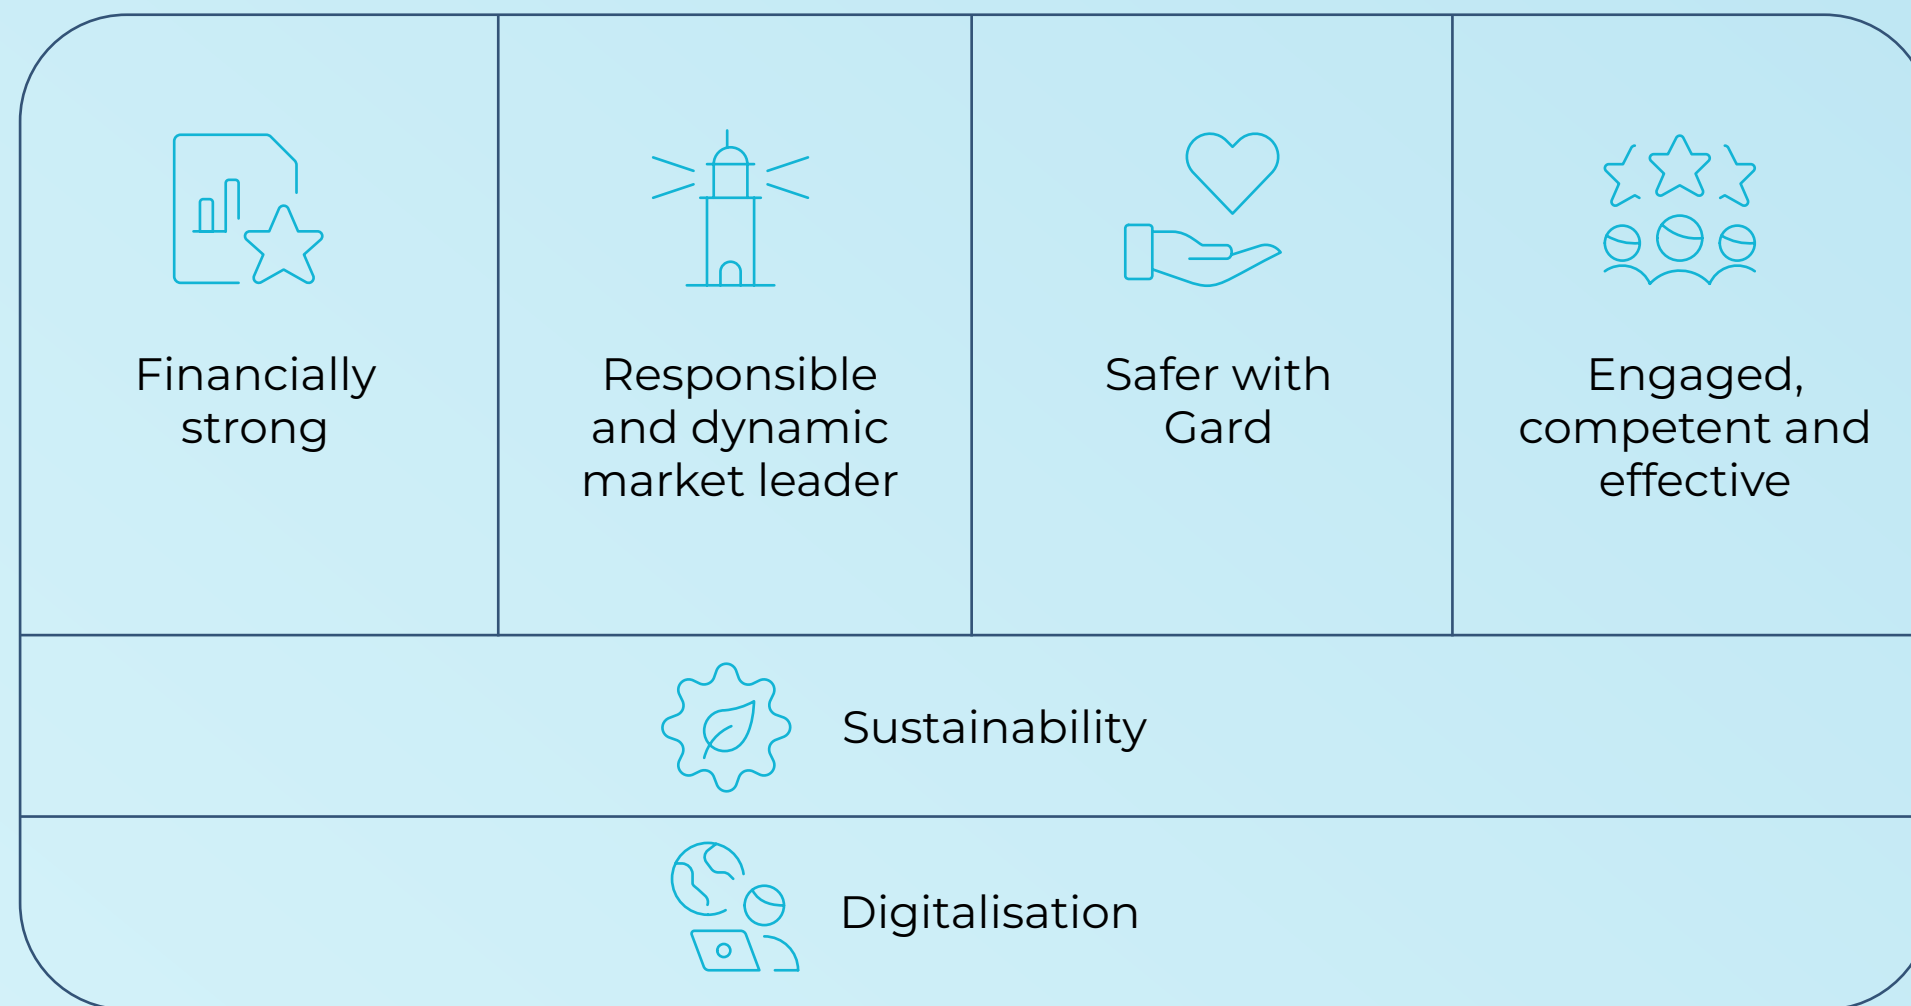 Financially
strong
Responsible
and dynamic
market leader
Safer with
Gard
Engaged,
competent and
effective
Sustainability
Digitalisation